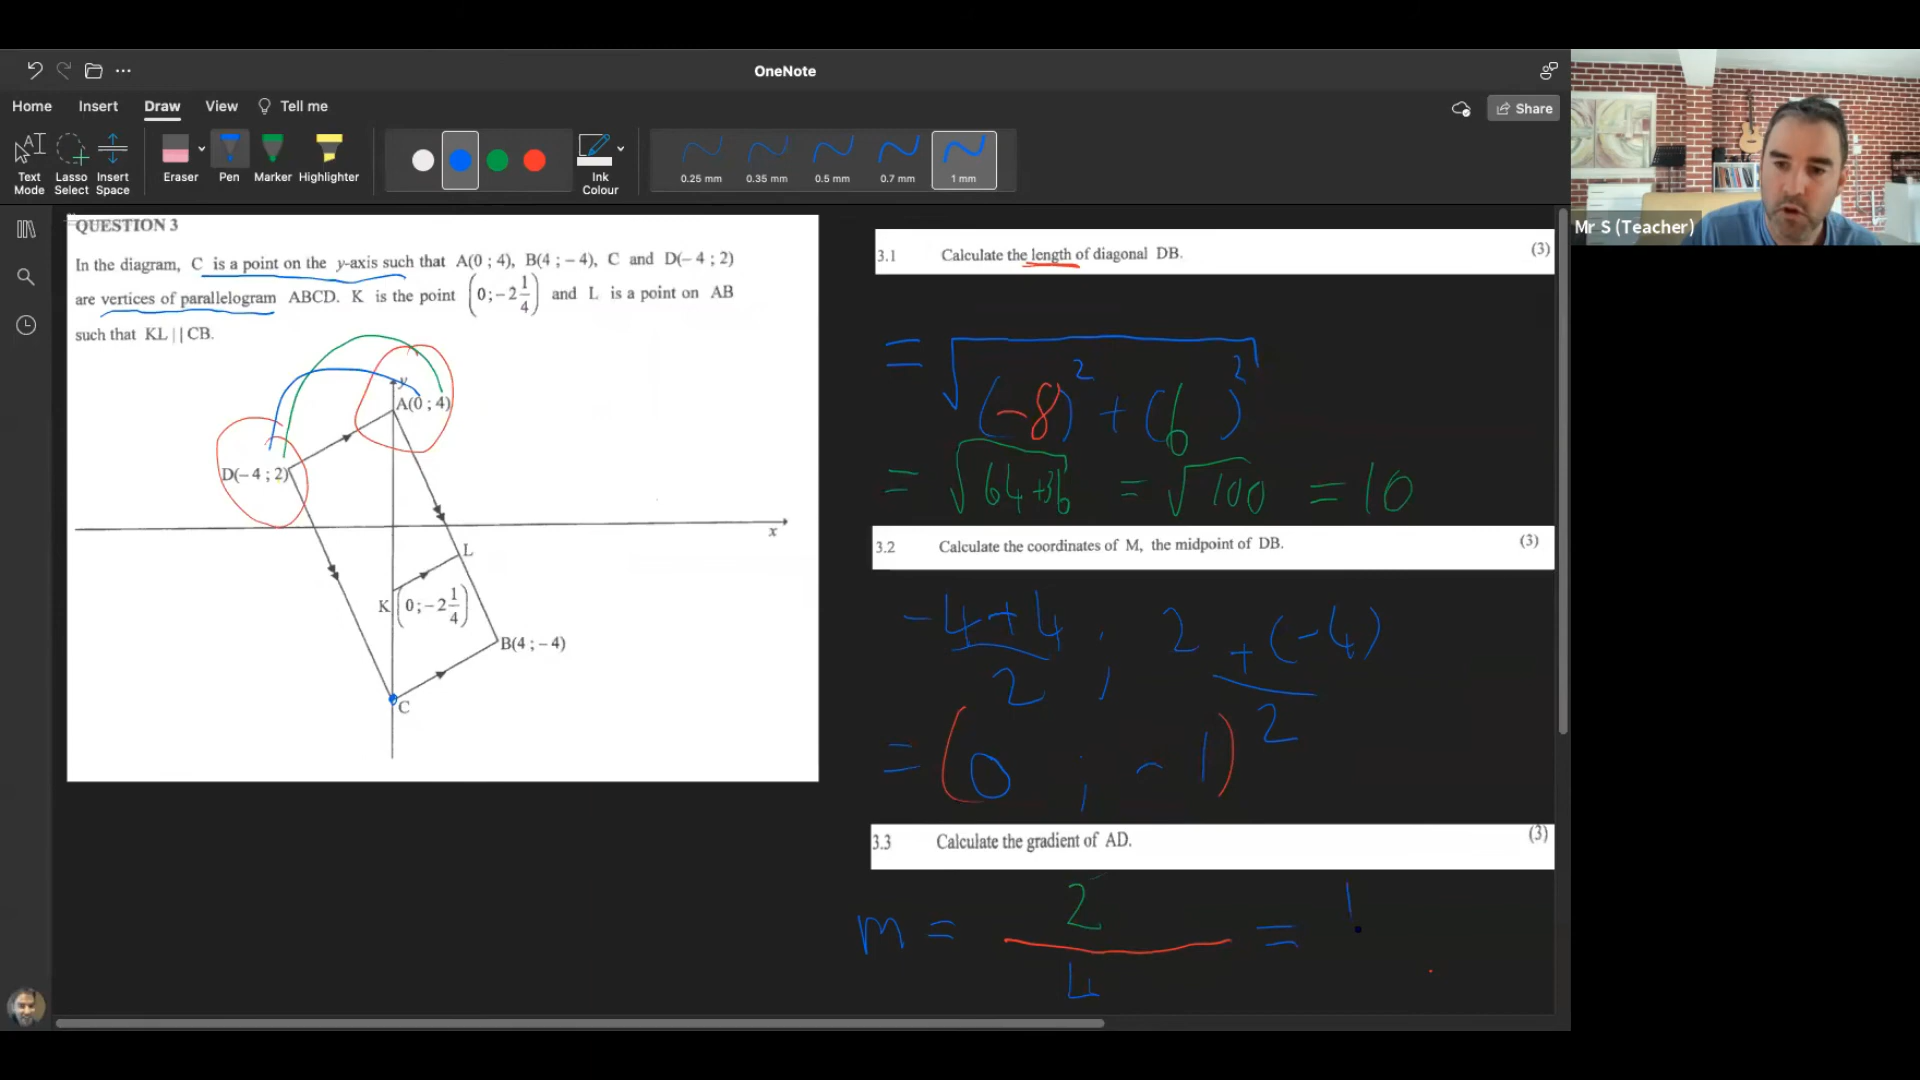 OneNote
Home Insert Draw View Tell me
Share
Text Mode
Lasso Select
Insert Space
Eraser
Pen
Marker
Highlighter
Ink Colour
0.25 mm
0.35 mm
0.5 mm
0.7 mm
1 mm
Mr S (Teacher)
QUESTION 3
In the diagram, C is a point on the y-axis such that A(0 ; 4), B(4 ; – 4), C and D(– 4 ; 2)
are vertices of parallelogram ABCD. K is the point (0 ; –2 1/4) and L is a point on AB
such that KL || CB.
y
A(0 ; 4)
D(– 4 ; 2)
x
L
K (0 ; –2 1/4)
B(4 ; – 4)
C
3.1 Calculate the length of diagonal DB. (3)
= √(-8)² + (6)²
= √64+36 = √100 = 10
3.2 Calculate the coordinates of M, the midpoint of DB. (3)
-4+4/2 ; 2+(-4)/2
= (0 ; -1)
3.3 Calculate the gradient of AD. (3)
m = 2/4 = 1